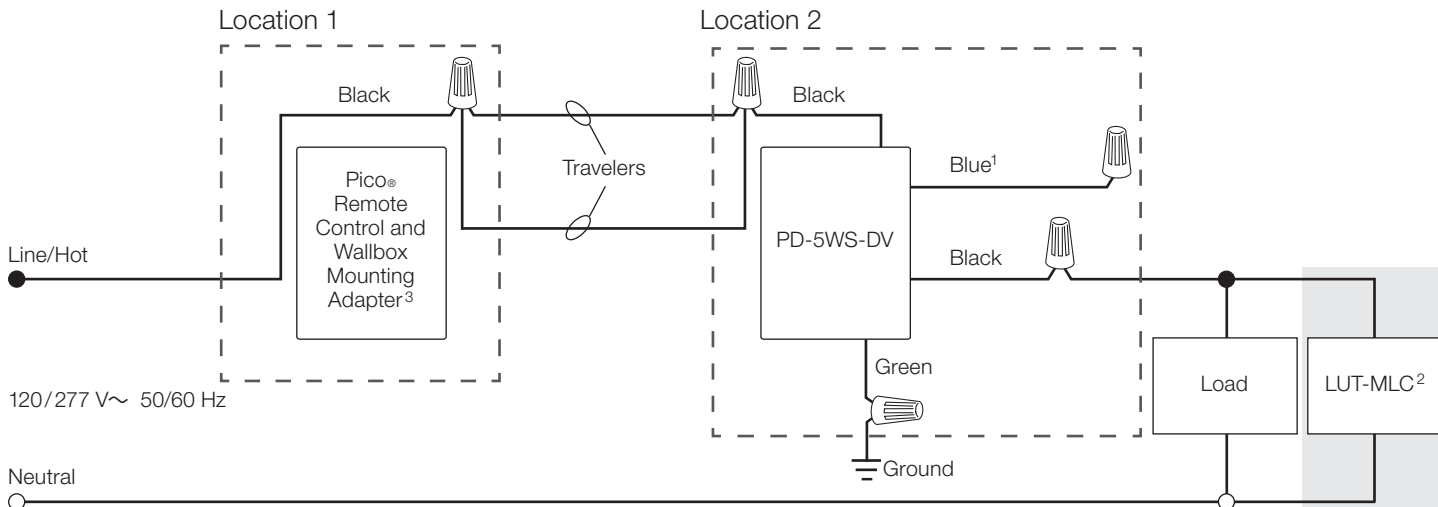 Location 1
Location 2
Black
Black
Travelers
Blue¹
Pico®
Remote
Control and
Wallbox
Mounting
Adapter³
PD-5WS-DV
Line/Hot
Black
Green
Load
LUT-MLC²
120/277 V～ 50/60 Hz
Ground
Neutral